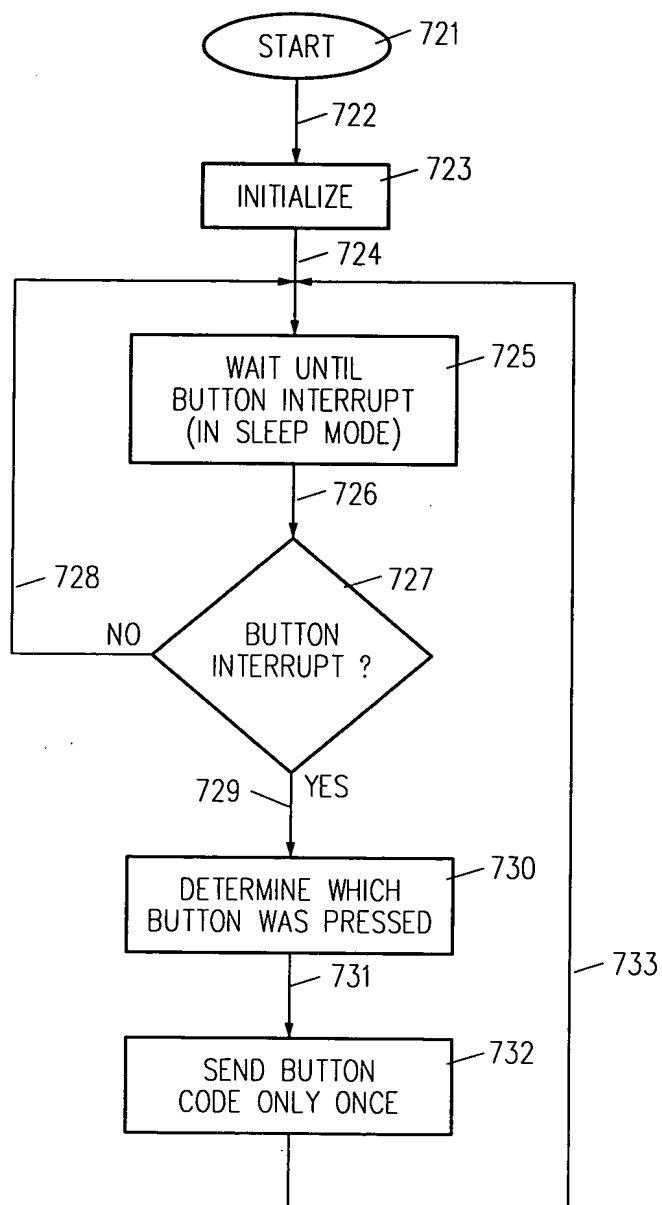 START
721
722
INITIALIZE
723
724
WAIT UNTIL
BUTTON INTERRUPT
(IN SLEEP MODE)
725
726
728
727
NO
BUTTON
INTERRUPT ?
729
YES
DETERMINE WHICH
BUTTON WAS PRESSED
730
731
733
SEND BUTTON
CODE ONLY ONCE
732